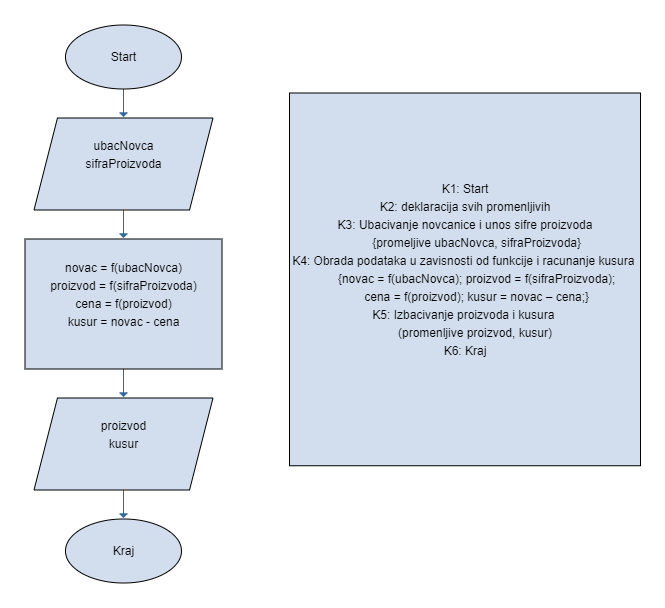 Start
ubacNovca
sifraProizvoda
novac = f(ubacNovca)
proizvod = f(sifraProizvoda)
cena = f(proizvod)
kusur = novac - cena
proizvod
kusur
Kraj
K1: Start
K2: deklaracija svih promenljivih
K3: Ubacivanje novcanice i unos sifre proizvoda
{promeljive ubacNovca, sifraProizvoda}
K4: Obrada podataka u zavisnosti od funkcije i racunanje kusura
{novac = f(ubacNovca); proizvod = f(sifraProizvoda);
cena = f(proizvod); kusur = novac – cena;}
K5: Izbacivanje proizvoda i kusura
(promenljive proizvod, kusur)
K6: Kraj